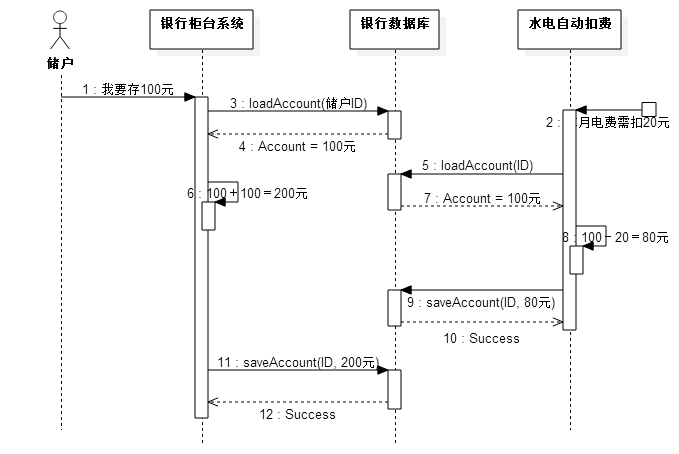 银行柜台系统
银行数据库
水电自动扣费
储户
1 : 我要存100元
3 : loadAccount(储户ID)
2 : 月电费需扣20元
4 : Account = 100元
5 : loadAccount(ID)
6 : 100＋100＝200元
7 : Account = 100元
8 : 100－20＝80元
9 : saveAccount(ID, 80元)
10 : Success
11 : saveAccount(ID, 200元)
12 : Success